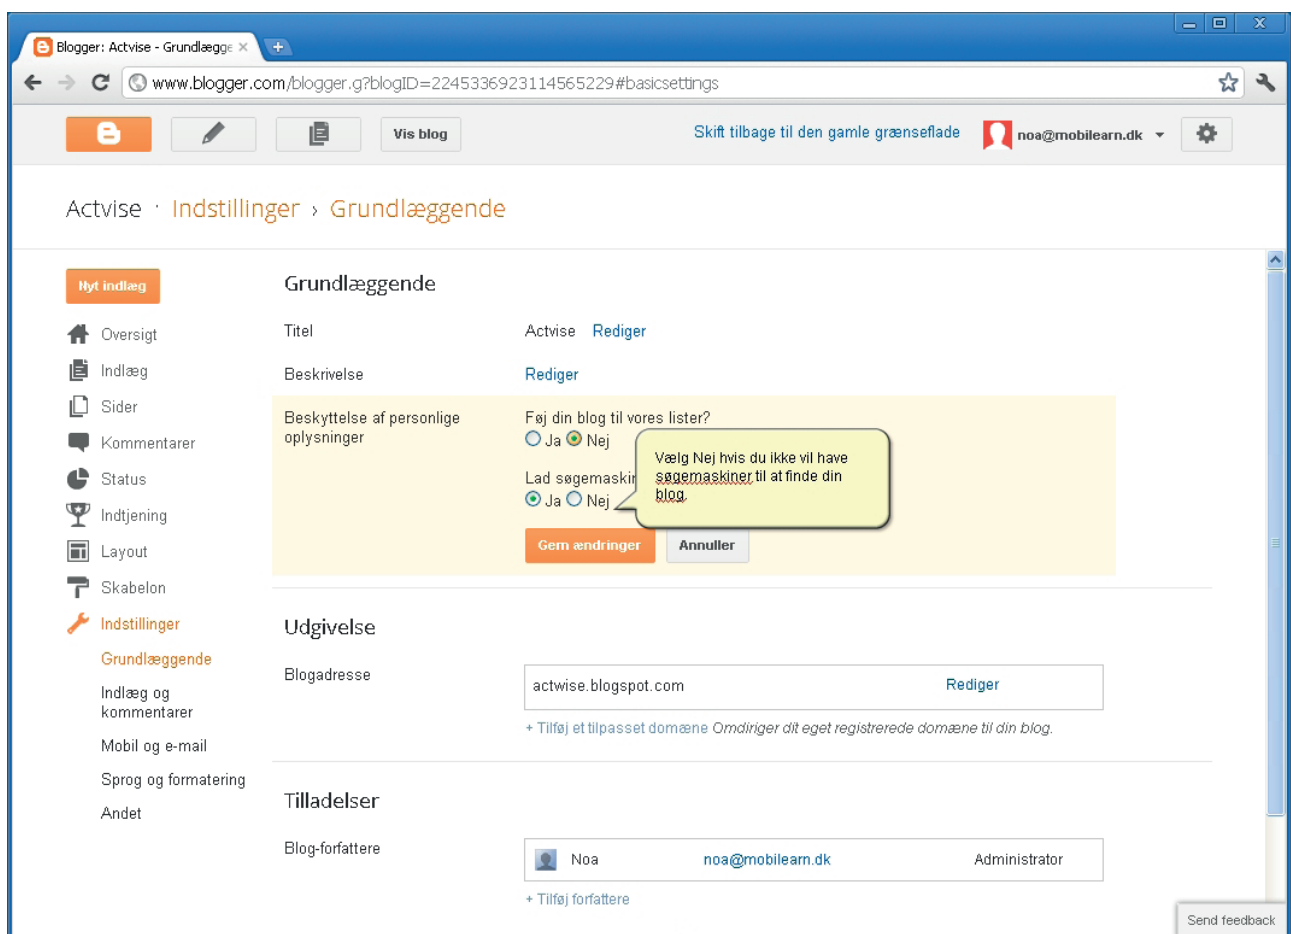 Blogger: Actvise - Grundlægge
www.blogger.com/blogger.g?blogID=2245336923114565229#basicsettings
Vis blog
Skift tilbage til den gamle grænseflade
noa@mobilearn.dk
Actvise · Indstillinger › Grundlæggende
Nyt indlæg
Oversigt
Indlæg
Sider
Kommentarer
Status
Indtjening
Layout
Skabelon
Indstillinger
Grundlæggende
Indlæg og
kommentarer
Mobil og e-mail
Sprog og formatering
Andet
Grundlæggende
Titel
Actvise Rediger
Beskrivelse
Rediger
Beskyttelse af personlige
oplysninger
Føj din blog til vores lister?
Ja Nej
Lad søgemaskin
Ja Nej
Vælg Nej hvis du ikke vil have
søgemaskiner til at finde din
blog.
Gem ændringer
Annuller
Udgivelse
Blogadresse
actwise.blogspot.com
Rediger
+ Tilføj et tilpasset domæne Omdiriger dit eget registrerede domæne til din blog.
Tilladelser
Blog-forfattere
Noa
noa@mobilearn.dk
Administrator
+ Tilføj forfattere
Send feedback